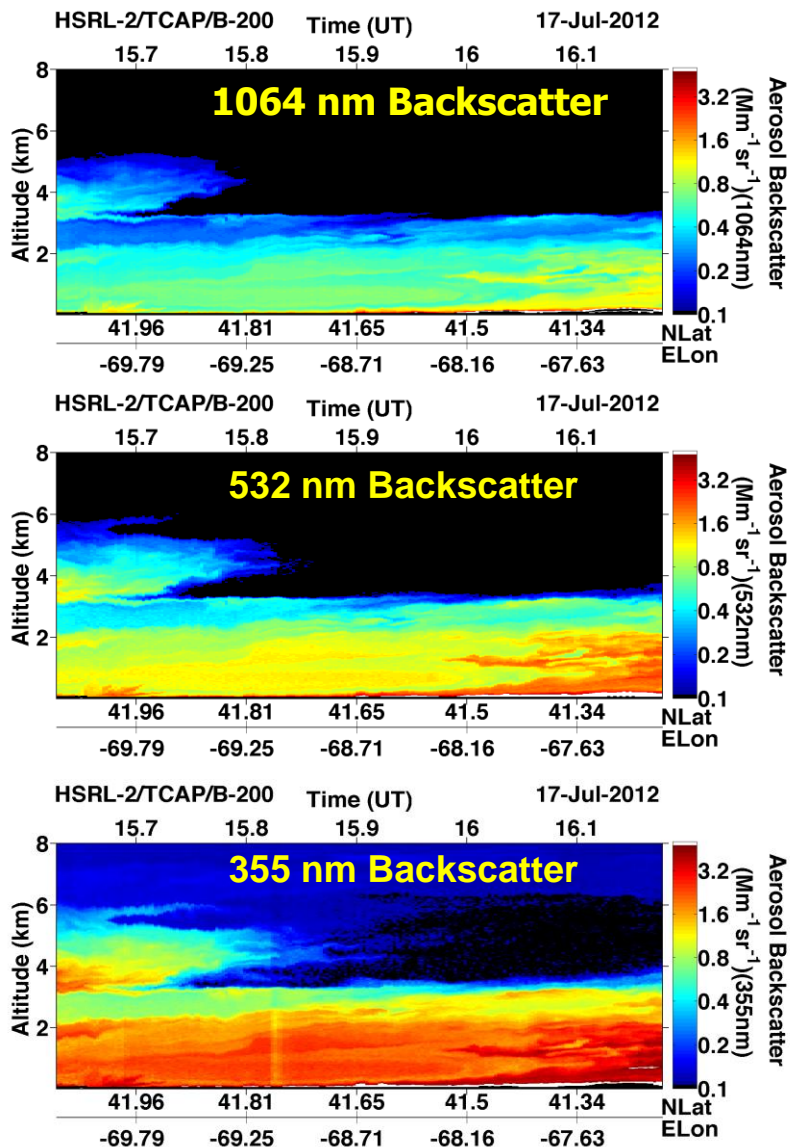 HSRL-2/TCAP/B-200 Time (UT) 17-Jul-2012
15.7 15.8 15.9 16 16.1
1064 nm Backscatter
8
6
4
2
Altitude (km)
3.2
1.6
0.8
0.4
0.2
0.1
Aerosol Backscatter
(Mm⁻¹sr⁻¹)(1064nm)
41.96 41.81 41.65 41.5 41.34 NLat
-69.79 -69.25 -68.71 -68.16 -67.63 ELon
HSRL-2/TCAP/B-200 Time (UT) 17-Jul-2012
15.7 15.8 15.9 16 16.1
532 nm Backscatter
8
6
4
2
Altitude (km)
3.2
1.6
0.8
0.4
0.2
0.1
Aerosol Backscatter
(Mm⁻¹sr⁻¹)(532nm)
41.96 41.81 41.65 41.5 41.34 NLat
-69.79 -69.25 -68.71 -68.16 -67.63 ELon
HSRL-2/TCAP/B-200 Time (UT) 17-Jul-2012
15.7 15.8 15.9 16 16.1
355 nm Backscatter
8
6
4
2
Altitude (km)
3.2
1.6
0.8
0.4
0.2
0.1
Aerosol Backscatter
(Mm⁻¹sr⁻¹)(355nm)
41.96 41.81 41.65 41.5 41.34 NLat
-69.79 -69.25 -68.71 -68.16 -67.63 ELon